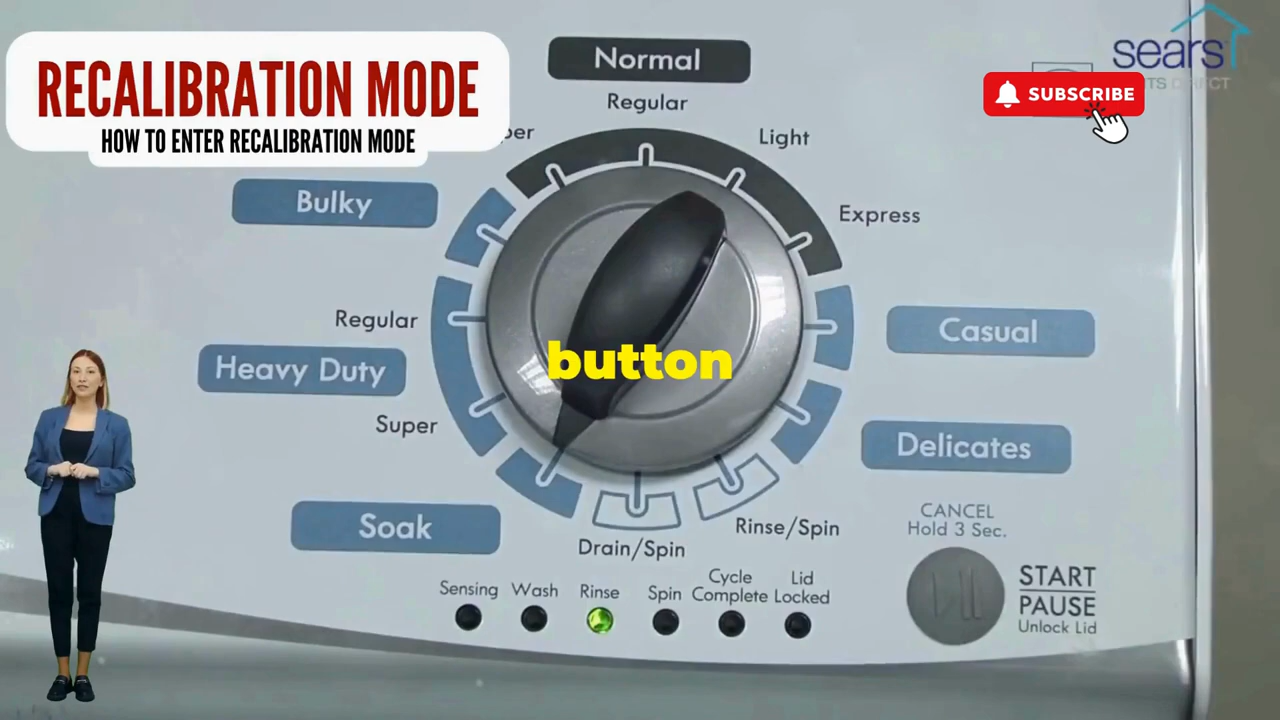 RECALIBRATION MODE
HOW TO ENTER RECALIBRATION MODE
sears
DIRECT
SUBSCRIBE
Normal
Regular
Light
Express
Bulky
Regular
Heavy Duty
Super
button
Casual
Delicates
Soak
Drain/Spin
Rinse/Spin
CANCEL
Hold 3 Sec.
Sensing
Wash
Rinse
Spin
Cycle
Complete
Lid
Locked
START
PAUSE
Unlock Lid